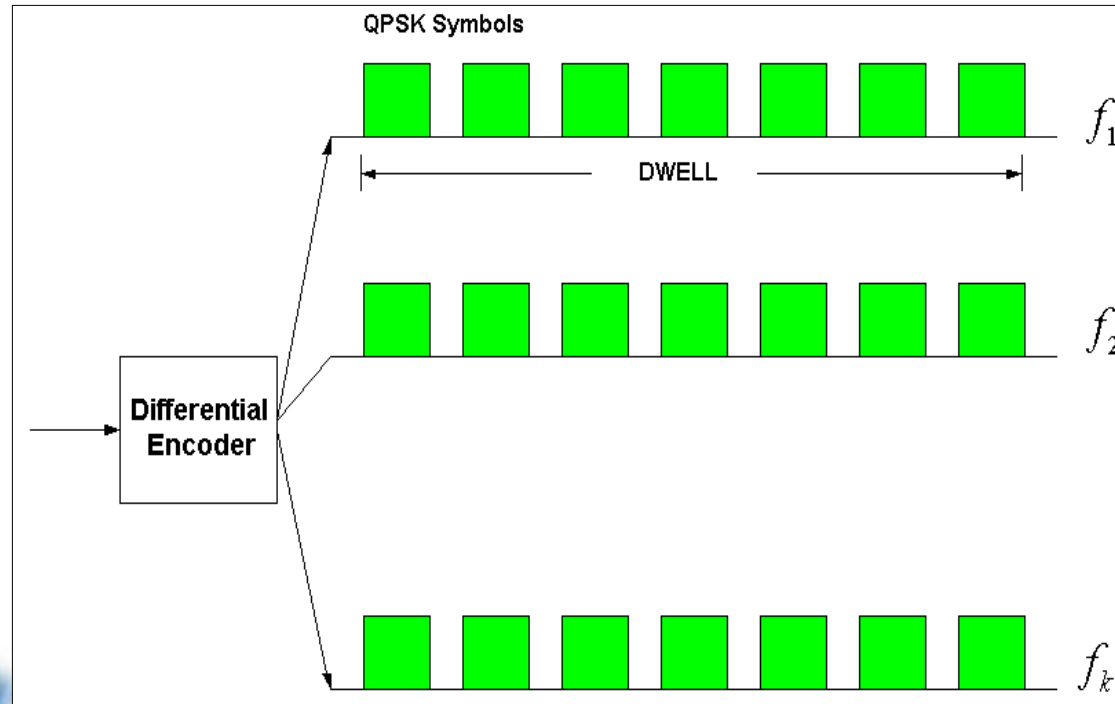 QPSK Symbols
f₁
DWELL
f₂
Differential
Encoder
fₖ